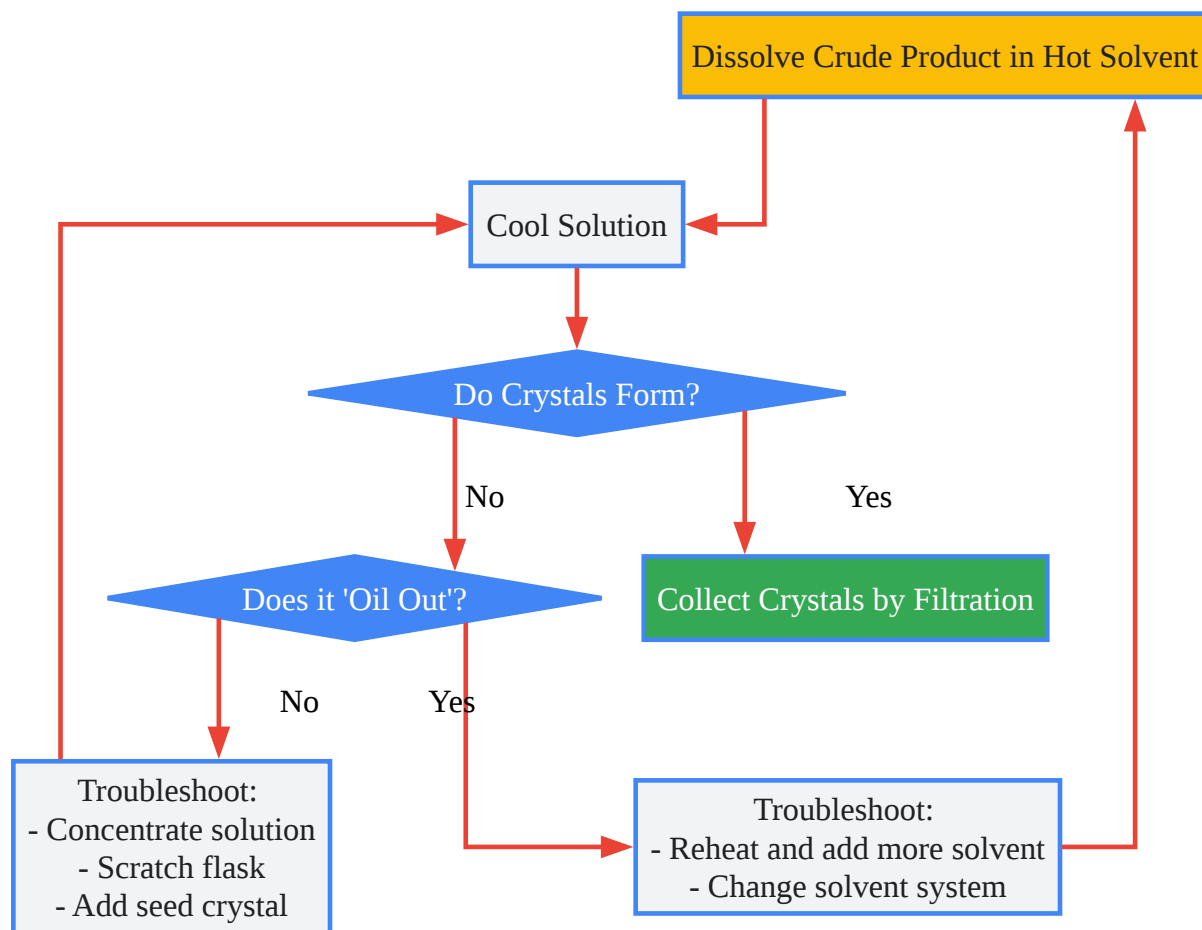 Dissolve Crude Product in Hot Solvent
Cool Solution
Do Crystals Form?
No
Yes
Does it 'Oil Out'?
Collect Crystals by Filtration
No
Yes
Troubleshoot:
- Concentrate solution
- Scratch flask
- Add seed crystal
Troubleshoot:
- Reheat and add more solvent
- Change solvent system